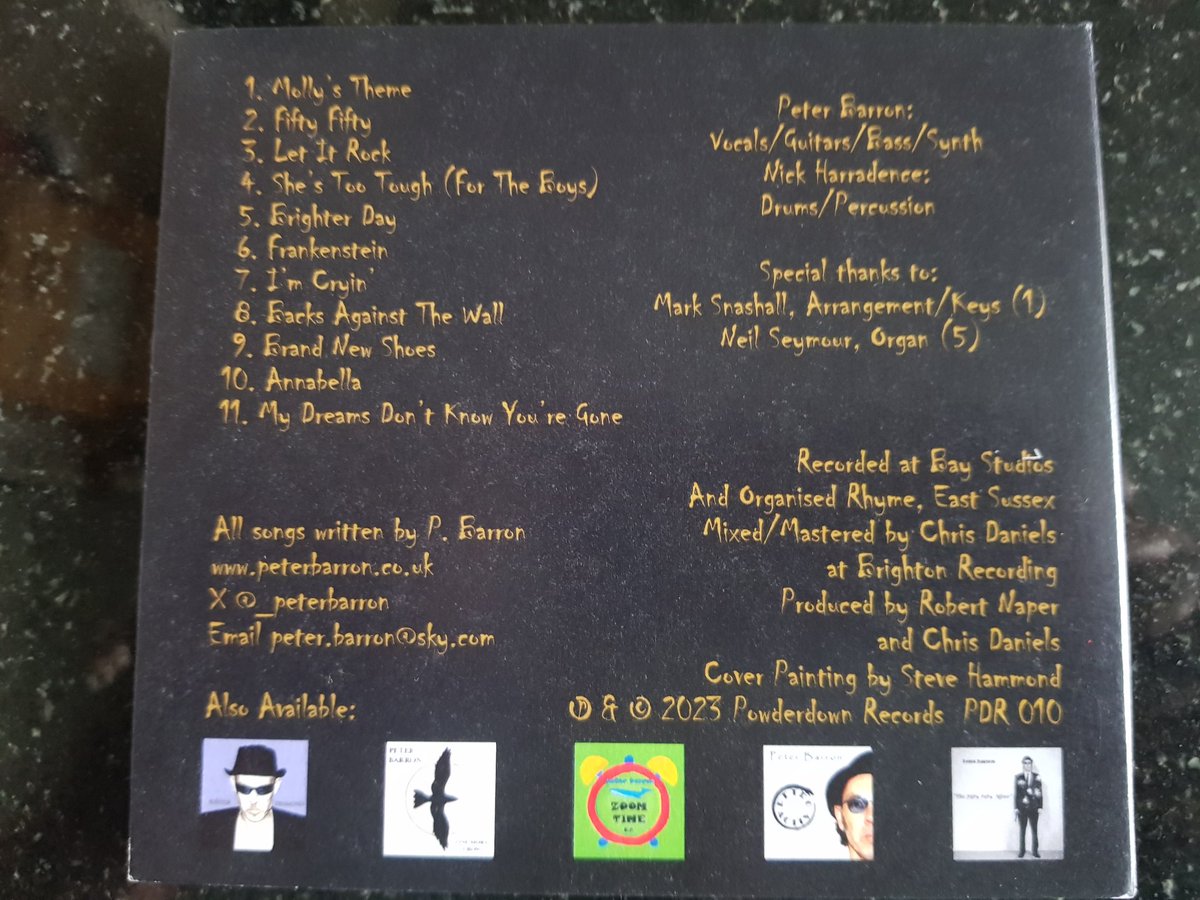 1. Molly's Theme
2. Fifty Fifty
3. Let It Rock
4. She's Too Tough (For The Boys)
5. Brighter Day
6. Frankenstein
7. I'm Cryin'
8. Backs Against The Wall
9. Brand New Shoes
10. Annabella
11. My Dreams Don't Know You're Gone
Peter Barron:
Vocals/Guitars/Bass/Synth
Nick Harradence:
Drums/Percussion
Special thanks to:
Mark Snashall, Arrangement/Keys (1)
Neil Seymour, Organ (5)
Recorded at Bay Studios
And Organised Rhyme, East Sussex
Mixed/Mastered by Chris Daniels
at Brighton Recording
Produced by Robert Naper
and Chris Daniels
Cover Painting by Steve Hammond
℗ & © 2023 Powderdown Records PDR 010
All songs written by P. Barron
www.peterbarron.co.uk
X @_peterbarron
Email peter.barron@sky.com
Also Available:
PETER
BARRON
ZOOM
TIME
Peter Barron